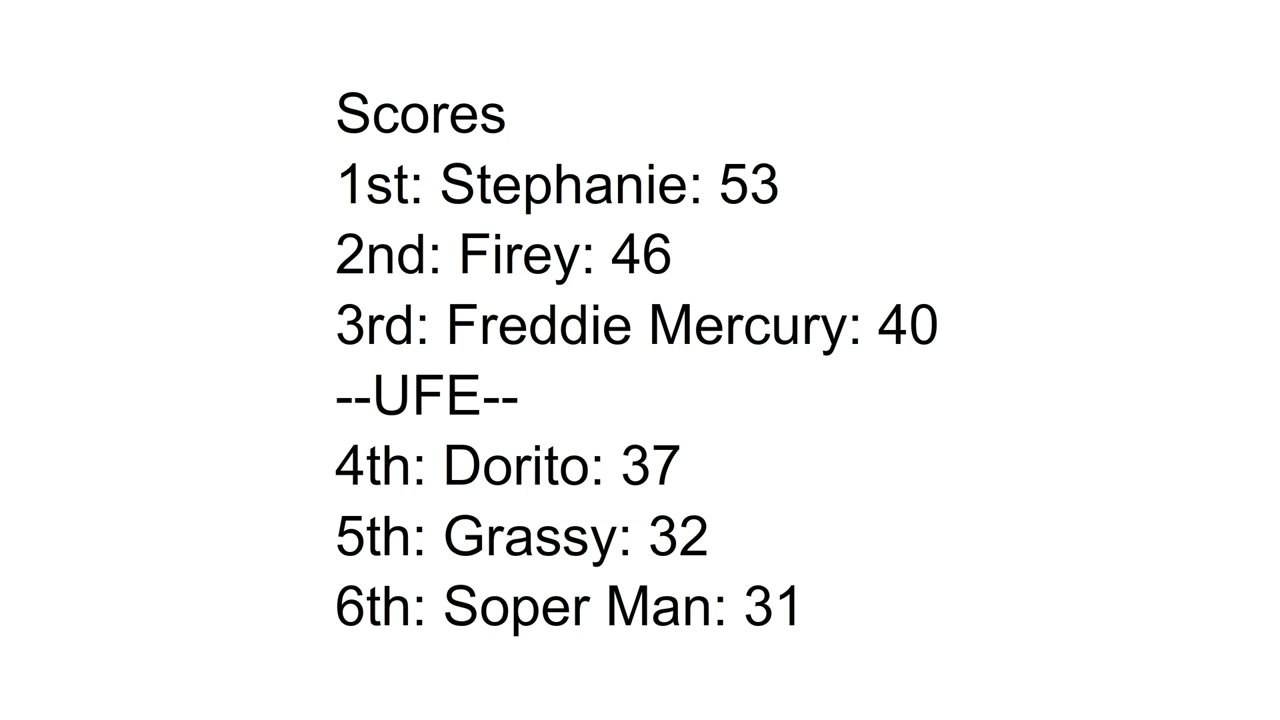 Scores
1st: Stephanie: 53
2nd: Firey: 46
3rd: Freddie Mercury: 40
--UFE--
4th: Dorito: 37
5th: Grassy: 32
6th: Soper Man: 31